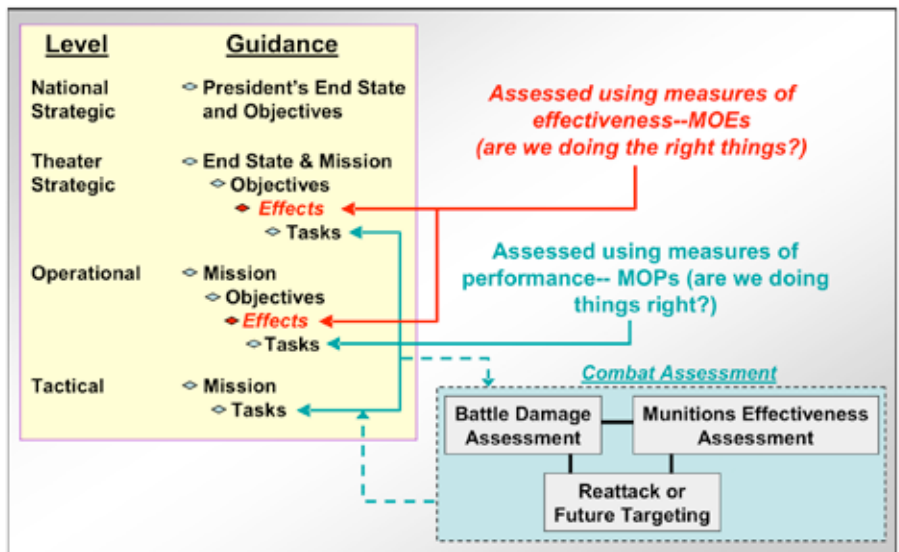 Level Guidance
National Strategic
President's End State and Objectives
Theater Strategic
End State & Mission
Objectives
Effects
Tasks
Operational
Mission
Objectives
Effects
Tasks
Tactical
Mission
Tasks
Assessed using measures of
effectiveness--MOEs
(are we doing the right things?)
Assessed using measures of
performance-- MOPs (are we doing
things right?)
Combat Assessment
Battle Damage
Assessment
Munitions Effectiveness
Assessment
Reattack or
Future Targeting